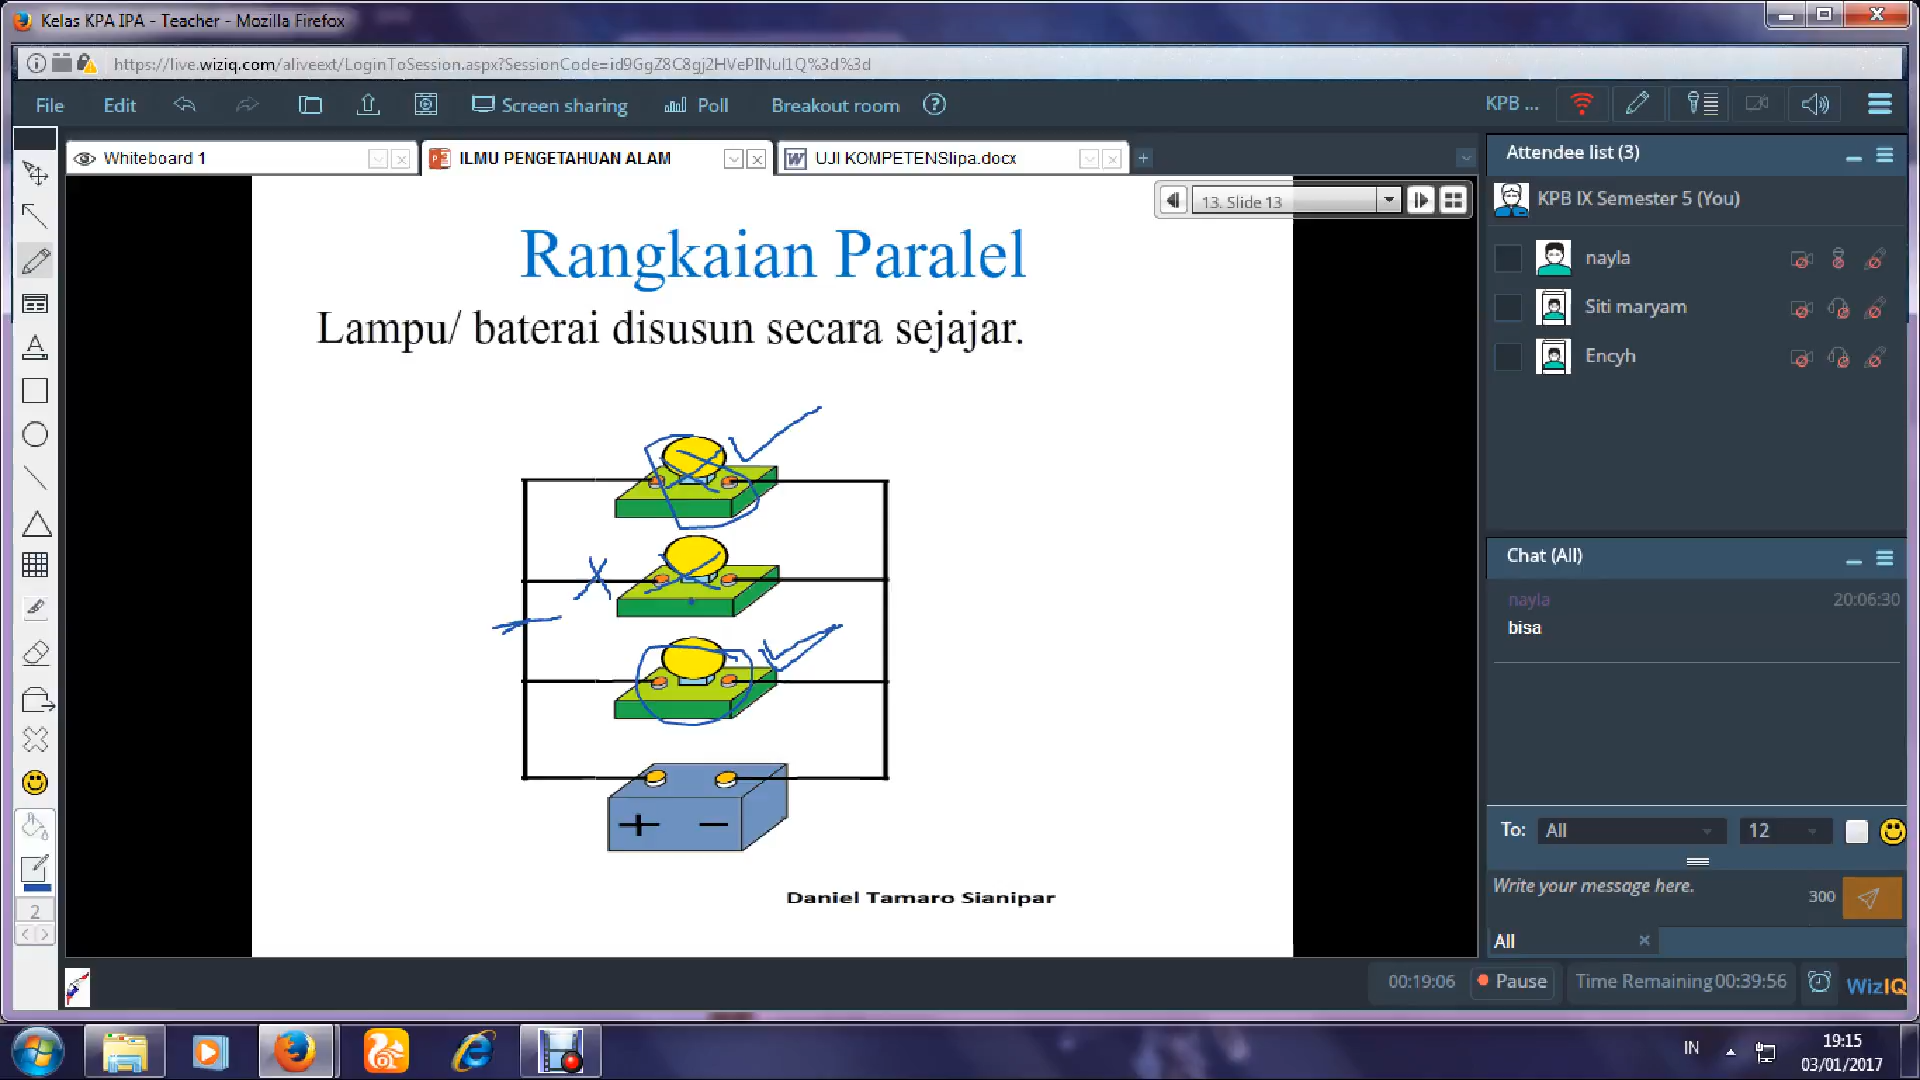 Kelas KPA IPA - Teacher - Mozilla Firefox
https://live.wiziq.com/aliveext/LoginToSession.aspx?SessionCode=id9GgZ8C8gj2HVePINul1Q%3d%3d
File Edit Screen sharing Poll Breakout room ? KPB ...
Whiteboard 1 ILMU PENGETAHUAN ALAM UJI KOMPETENSIipa.docx
13. Slide 13
Rangkaian Paralel
Lampu/ baterai disusun secara sejajar.
+ -
Daniel Tamaro Sianipar
Attendee list (3)
KPB IX Semester 5 (You)
nayla
Siti maryam
Encyh
Chat (All)
nayla 20:06:30
bisa
To: All 12
Write your message here. 300
All
2
00:19:06 Pause Time Remaining 00:39:56 WizIQ
IN 19:15
03/01/2017